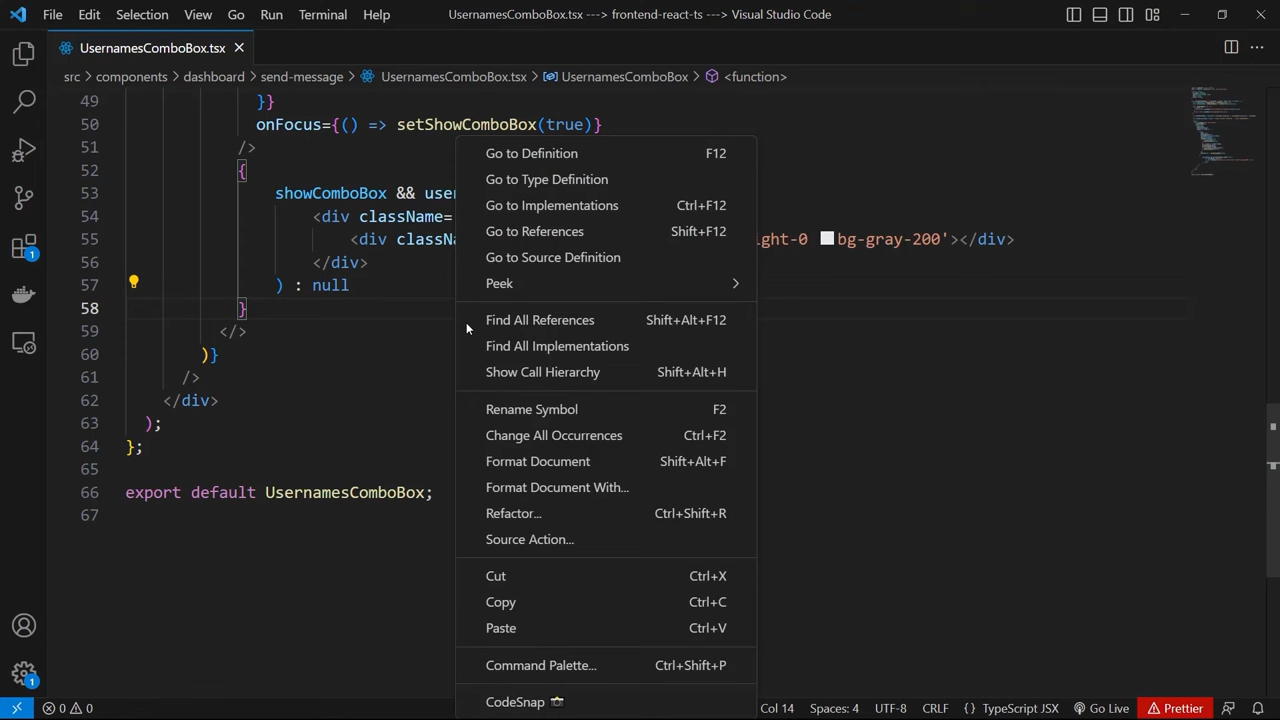 File Edit Selection View Go Run Terminal Help UsernamesComboBox.tsx ---> frontend-react-ts ---> Visual Studio Code
UsernamesComboBox.tsx
src > components > dashboard > send-message > UsernamesComboBox.tsx > UsernamesComboBox > <function>
49 }}
50 onFocus={() => setShowComboBox(true)}
51 />
52 {
53 showComboBox && use
54 <div className=
55 <div classNa ight-0 bg-gray-200'></div>
56 </div>
57 ) : null
58 }
59 </>
60 )}
61 />
62 </div>
63 );
64 };
65
66 export default UsernamesComboBox;
67
Go to Definition F12
Go to Type Definition
Go to Implementations Ctrl+F12
Go to References Shift+F12
Go to Source Definition
Peek >
Find All References Shift+Alt+F12
Find All Implementations
Show Call Hierarchy Shift+Alt+H
Rename Symbol F2
Change All Occurrences Ctrl+F2
Format Document Shift+Alt+F
Format Document With...
Refactor... Ctrl+Shift+R
Source Action...
Cut Ctrl+X
Copy Ctrl+C
Paste Ctrl+V
Command Palette... Ctrl+Shift+P
CodeSnap 📸
1
1
0 0 Col 14 Spaces: 4 UTF-8 CRLF {} TypeScript JSX Go Live Prettier